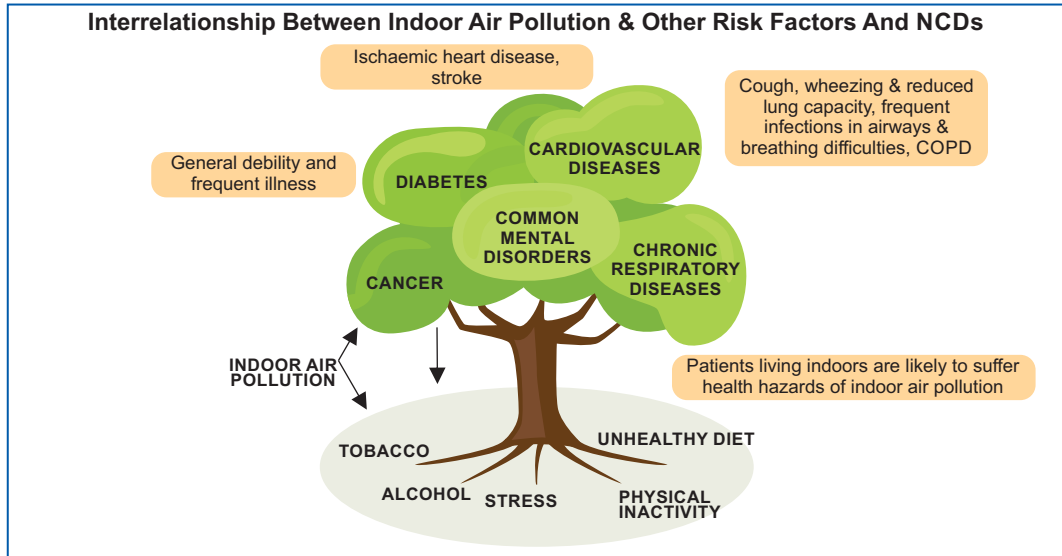 Interrelationship Between Indoor Air Pollution & Other Risk Factors And NCDs
Ischaemic heart disease,
stroke
Cough, wheezing & reduced
lung capacity, frequent
infections in airways &
breathing difficulties, COPD
General debility and
frequent illness
CARDIOVASCULAR
DISEASES
DIABETES
COMMON
MENTAL
DISORDERS
CHRONIC
RESPIRATORY
DISEASES
CANCER
INDOOR AIR
POLLUTION
Patients living indoors are likely to suffer
health hazards of indoor air pollution
TOBACCO
ALCOHOL
STRESS
PHYSICAL
INACTIVITY
UNHEALTHY DIET